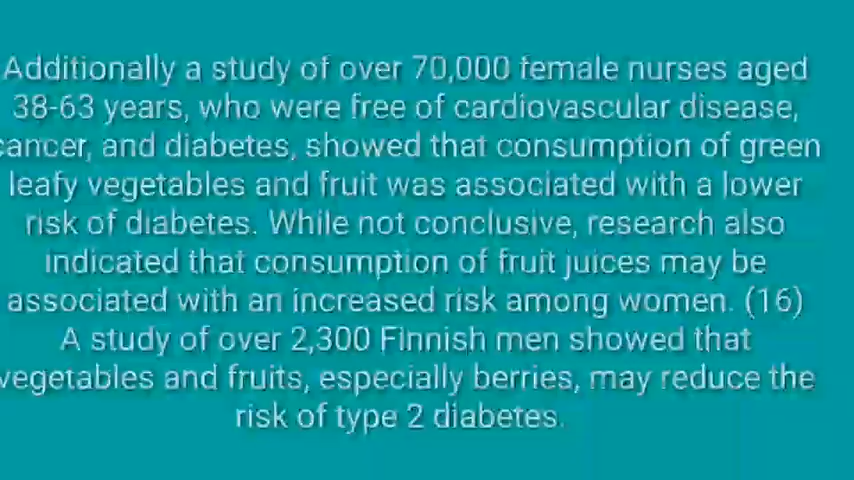 Additionally a study of over 70,000 female nurses aged
38-63 years, who were free of cardiovascular disease,
cancer, and diabetes, showed that consumption of green
leafy vegetables and fruit was associated with a lower
risk of diabetes. While not conclusive, research also
indicated that consumption of fruit juices may be
associated with an increased risk among women. (16)
A study of over 2,300 Finnish men showed that
vegetables and fruits, especially berries, may reduce the
risk of type 2 diabetes.